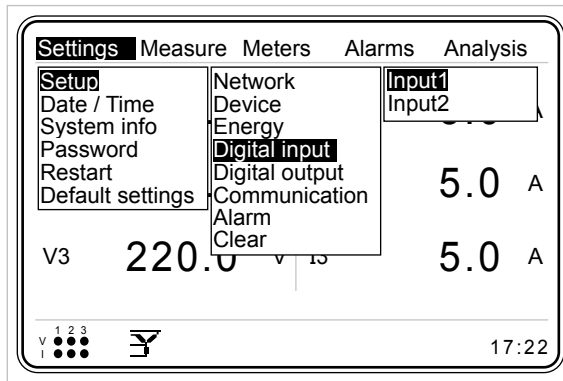 Settings Measure Meters Alarms Analysis
Setup
Date / Time
System info
Password
Restart
Default settings
Network
Device
Energy
Digital input
Digital output
Communication
Alarm
Clear
Input1
Input2
5.0 A
V3 220.0 V I3 5.0 A
1 2 3
V
I
17:22